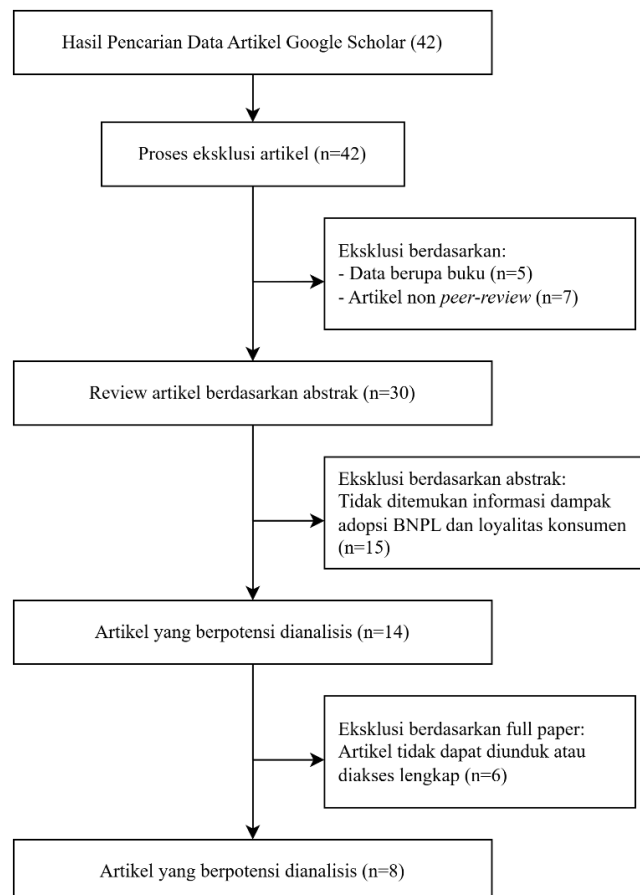 Hasil Pencarian Data Artikel Google Scholar (42)
Proses eksklusi artikel (n=42)
Eksklusi berdasarkan:
- Data berupa buku (n=5)
- Artikel non peer-review (n=7)
Review artikel berdasarkan abstrak (n=30)
Eksklusi berdasarkan abstrak:
Tidak ditemukan informasi dampak
adopsi BNPL dan loyalitas konsumen
(n=15)
Artikel yang berpotensi dianalisis (n=14)
Eksklusi berdasarkan full paper:
Artikel tidak dapat diunduk atau
diakses lengkap (n=6)
Artikel yang berpotensi dianalisis (n=8)